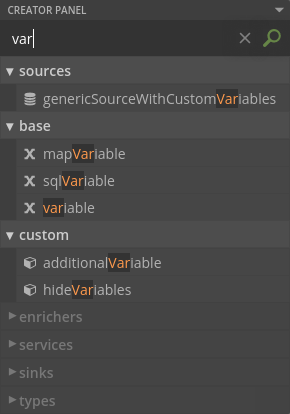 CREATOR PANEL
var
sources
genericSourceWithCustomVariables
base
mapVariable
sqlVariable
variable
custom
additionalVariable
hideVariables
enrichers
services
sinks
types